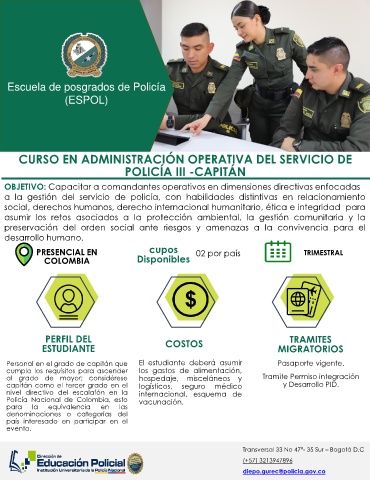 Escuela de posgrados de Policía
(ESPOL)
CURSO EN ADMINISTRACIÓN OPERATIVA DEL SERVICIO DE
POLICÍA III -CAPITÁN
OBJETIVO: Capacitar a comandantes operativos en dimensiones directivas enfocadas
a la gestión del servicio de policía, con habilidades distintivas en relacionamiento
social, derechos humanos, derecho internacional humanitario, ética e integridad para
asumir los retos asociados a la protección ambiental, la gestión comunitaria y la
preservación del orden social ante riesgos y amenazas a la convivencia para el
desarrollo humano.
PRESENCIAL EN
COLOMBIA
cupos
Disponibles
02 por país
TRIMESTRAL
PERFIL DEL
ESTUDIANTE
Personal en el grado de capitán que
cumpla los requisitos para ascender
al grado de mayor; considérese
capitán como el tercer grado en el
nivel directivo del escalafón en la
Policía Nacional de Colombia, esto
para la equivalencia en las
denominaciones o categorías del
país interesado en participar en el
evento.
COSTOS
El estudiante deberá asumir
los gastos de alimentación,
hospedaje, misceláneos y
logísticos, seguro médico
internacional, esquema de
vacunación.
TRAMITES
MIGRATORIOS
Pasaporte vigente.
Tramite Permiso integración
y Desarrollo PID.
Dirección de
Educación Policial
Institución Universitaria de la Policía Nacional
Transversal 33 No 47ª- 35 Sur – Bogotá D.C
(+57) 3213947896
diepo.gurec@policia.gov.co